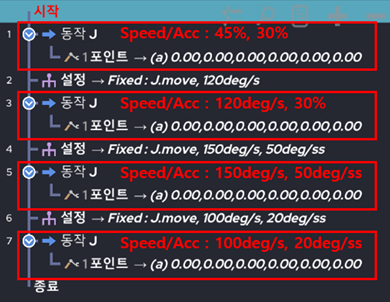 시작
1 동작 J Speed/Acc : 45%, 30%
1 포인트 → (a) 0.00,0.00,0.00,0.00,0.00,0.00
2 설정 → Fixed : J.move, 120deg/s
3 동작 J Speed/Acc : 120deg/s, 30%
1 포인트 → (a) 0.00,0.00,0.00,0.00,0.00,0.00
4 설정 → Fixed : J.move, 150deg/s, 50deg/ss
5 동작 J Speed/Acc : 150deg/s, 50deg/ss
1 포인트 → (a) 0.00,0.00,0.00,0.00,0.00,0.00
6 설정 → Fixed : J.move, 100deg/s, 20deg/ss
7 동작 J Speed/Acc : 100deg/s, 20deg/ss
1 포인트 → (a) 0.00,0.00,0.00,0.00,0.00,0.00
종료